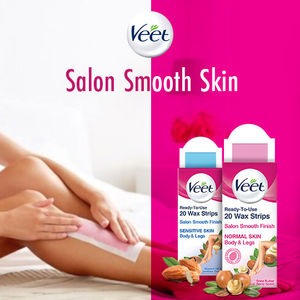 Veet
Salon Smooth Skin
Veet
Ready-To-Use
20 Wax Strips
Salon Smooth Finish
SENSITIVE SKIN
Body & Legs
Veet
Ready-To-Use
20 Wax Strips
Salon Smooth Finish
NORMAL SKIN
Body & Legs